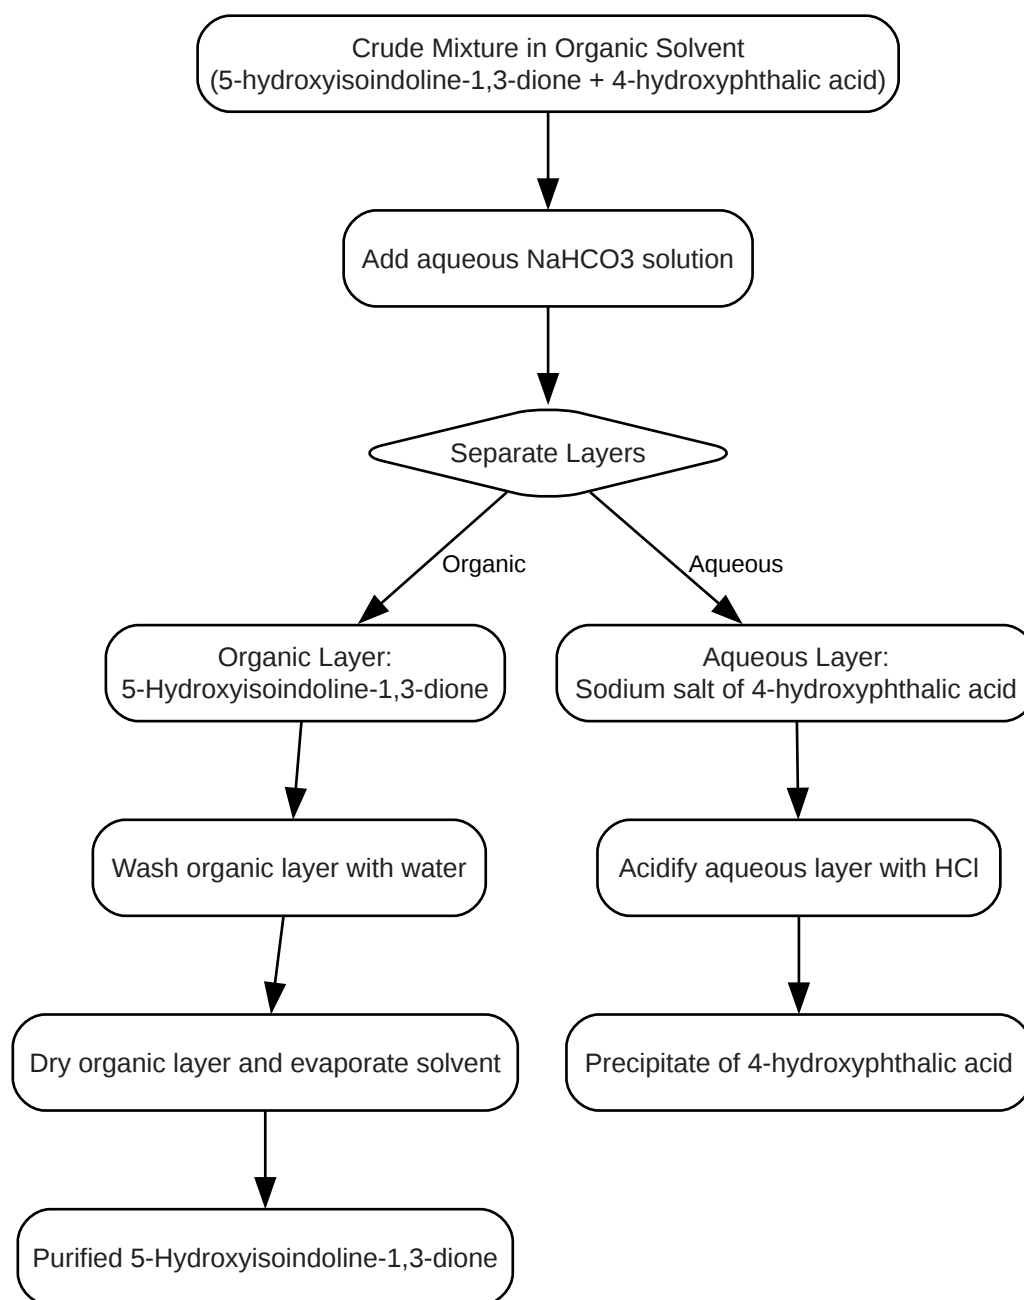 Crude Mixture in Organic Solvent
(5-hydroxyisoindoline-1,3-dione + 4-hydroxyphthalic acid)
Add aqueous NaHCO3 solution
Separate Layers
Organic
Aqueous
Organic Layer:
5-Hydroxyisoindoline-1,3-dione
Aqueous Layer:
Sodium salt of 4-hydroxyphthalic acid
Wash organic layer with water
Acidify aqueous layer with HCl
Dry organic layer and evaporate solvent
Precipitate of 4-hydroxyphthalic acid
Purified 5-Hydroxyisoindoline-1,3-dione